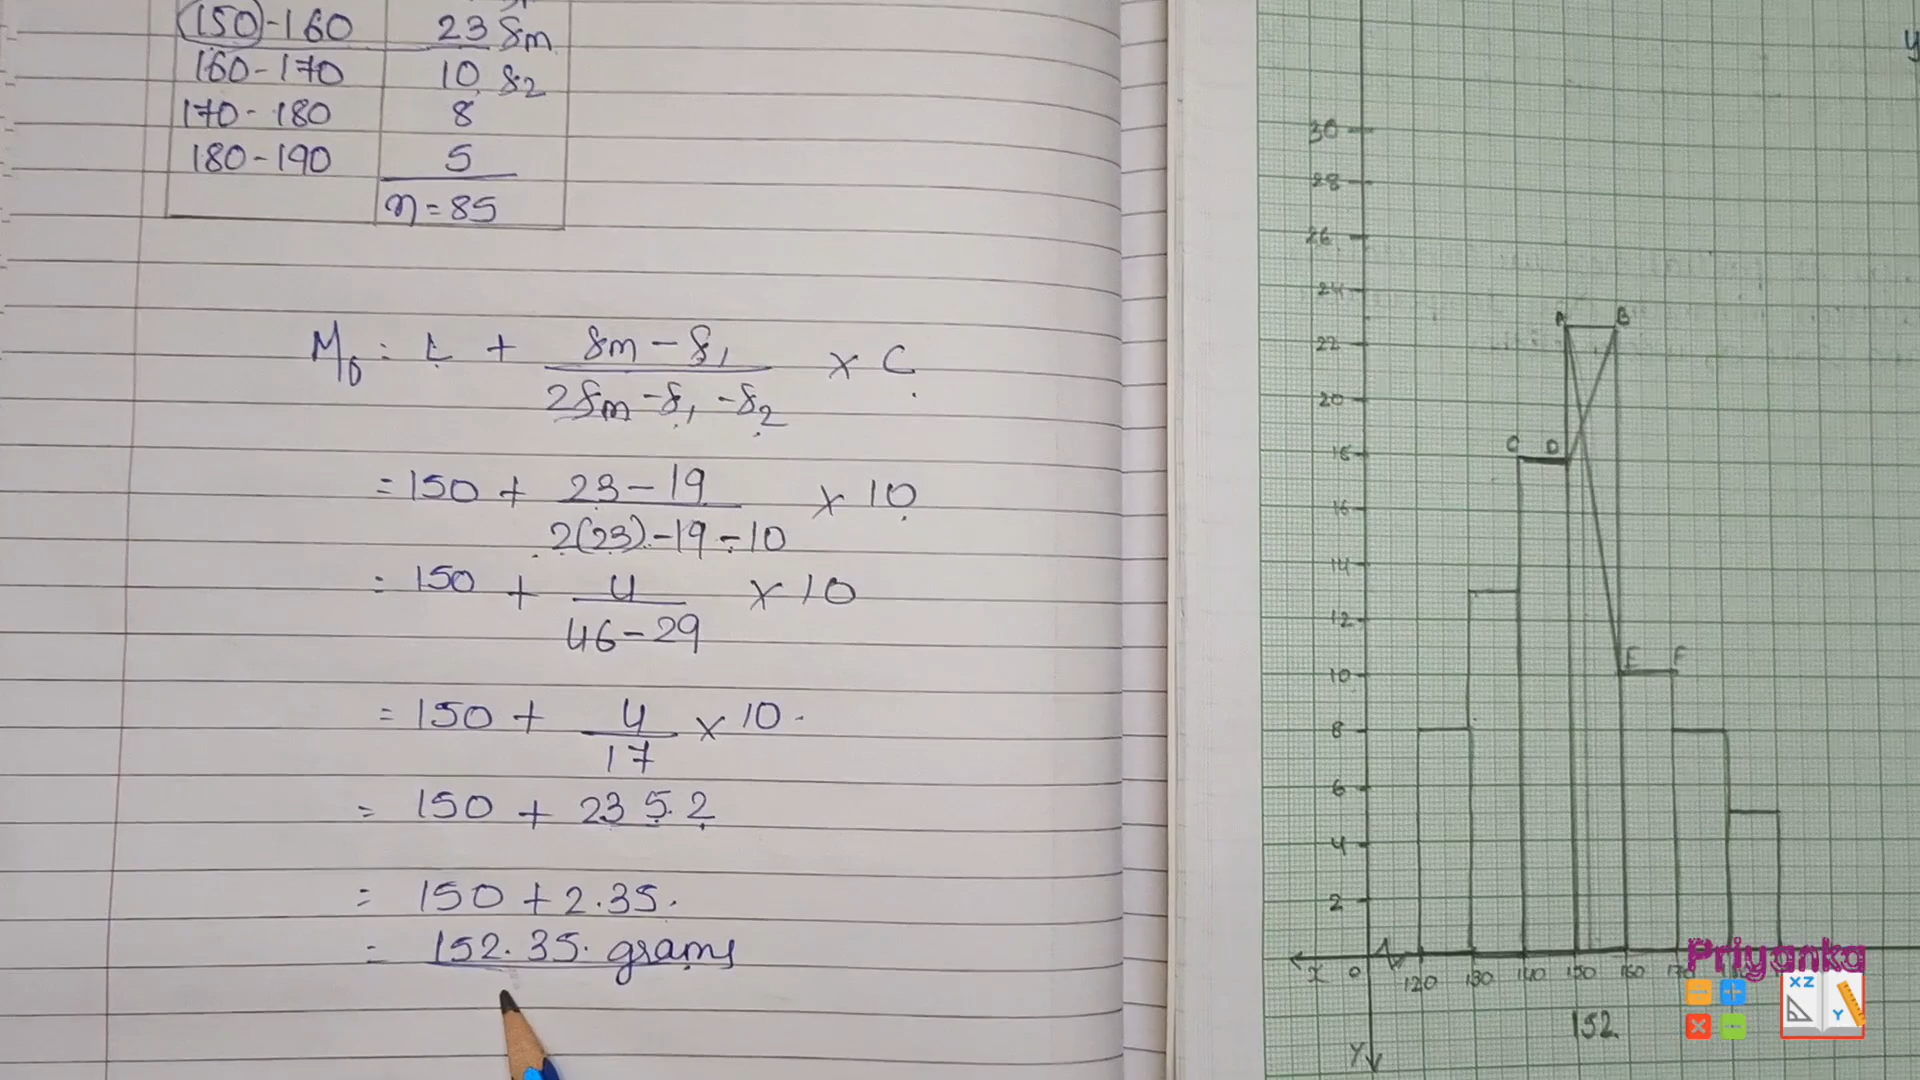 150-160 23 fm
160-170 10 f2
170-180 8
180-190 5
n=85
Mo = L + fm-f1 / 2fm-f1-f2 × C
=150 + 23-19 / 2(23)-19-10 × 10
=150 + 4 / 46-29 × 10
=150 + 4 / 17 × 10.
= 150 + 23 5.2
= 150+2.35.
= 152.35. grams
y
30
28
26
24
22
20
18
16
14
12
10
8
6
4
2
A B
C D
E F
X 0 120 130 140 150 160 170
152.
Y
Priyanka
XZ
Y